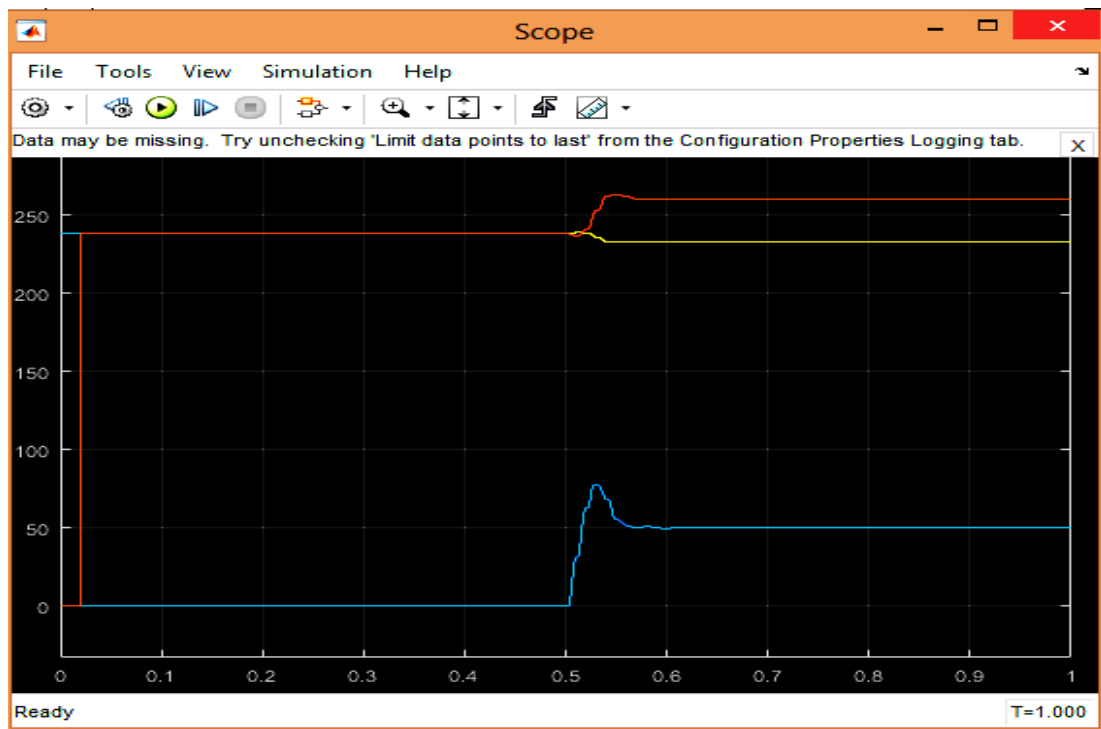 Scope
File Tools View Simulation Help
Data may be missing. Try unchecking 'Limit data points to last' from the Configuration Properties Logging tab. X
250
200
150
100
50
0
0 0.1 0.2 0.3 0.4 0.5 0.6 0.7 0.8 0.9 1
Ready T=1.000